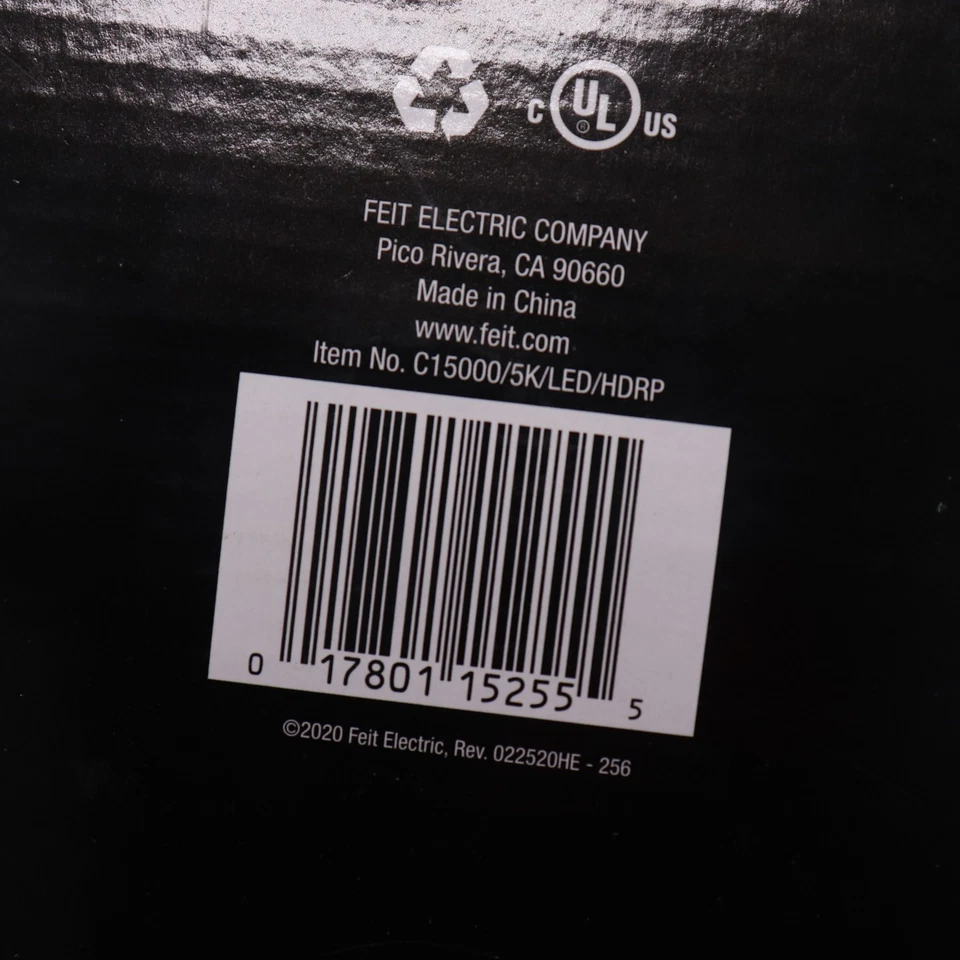 C UL® US
FEIT ELECTRIC COMPANY
Pico Rivera, CA 90660
Made in China
www.feit.com
Item No. C15000/5K/LED/HDRP
0 17801 15255 5
©2020 Feit Electric, Rev. 022520HE - 256